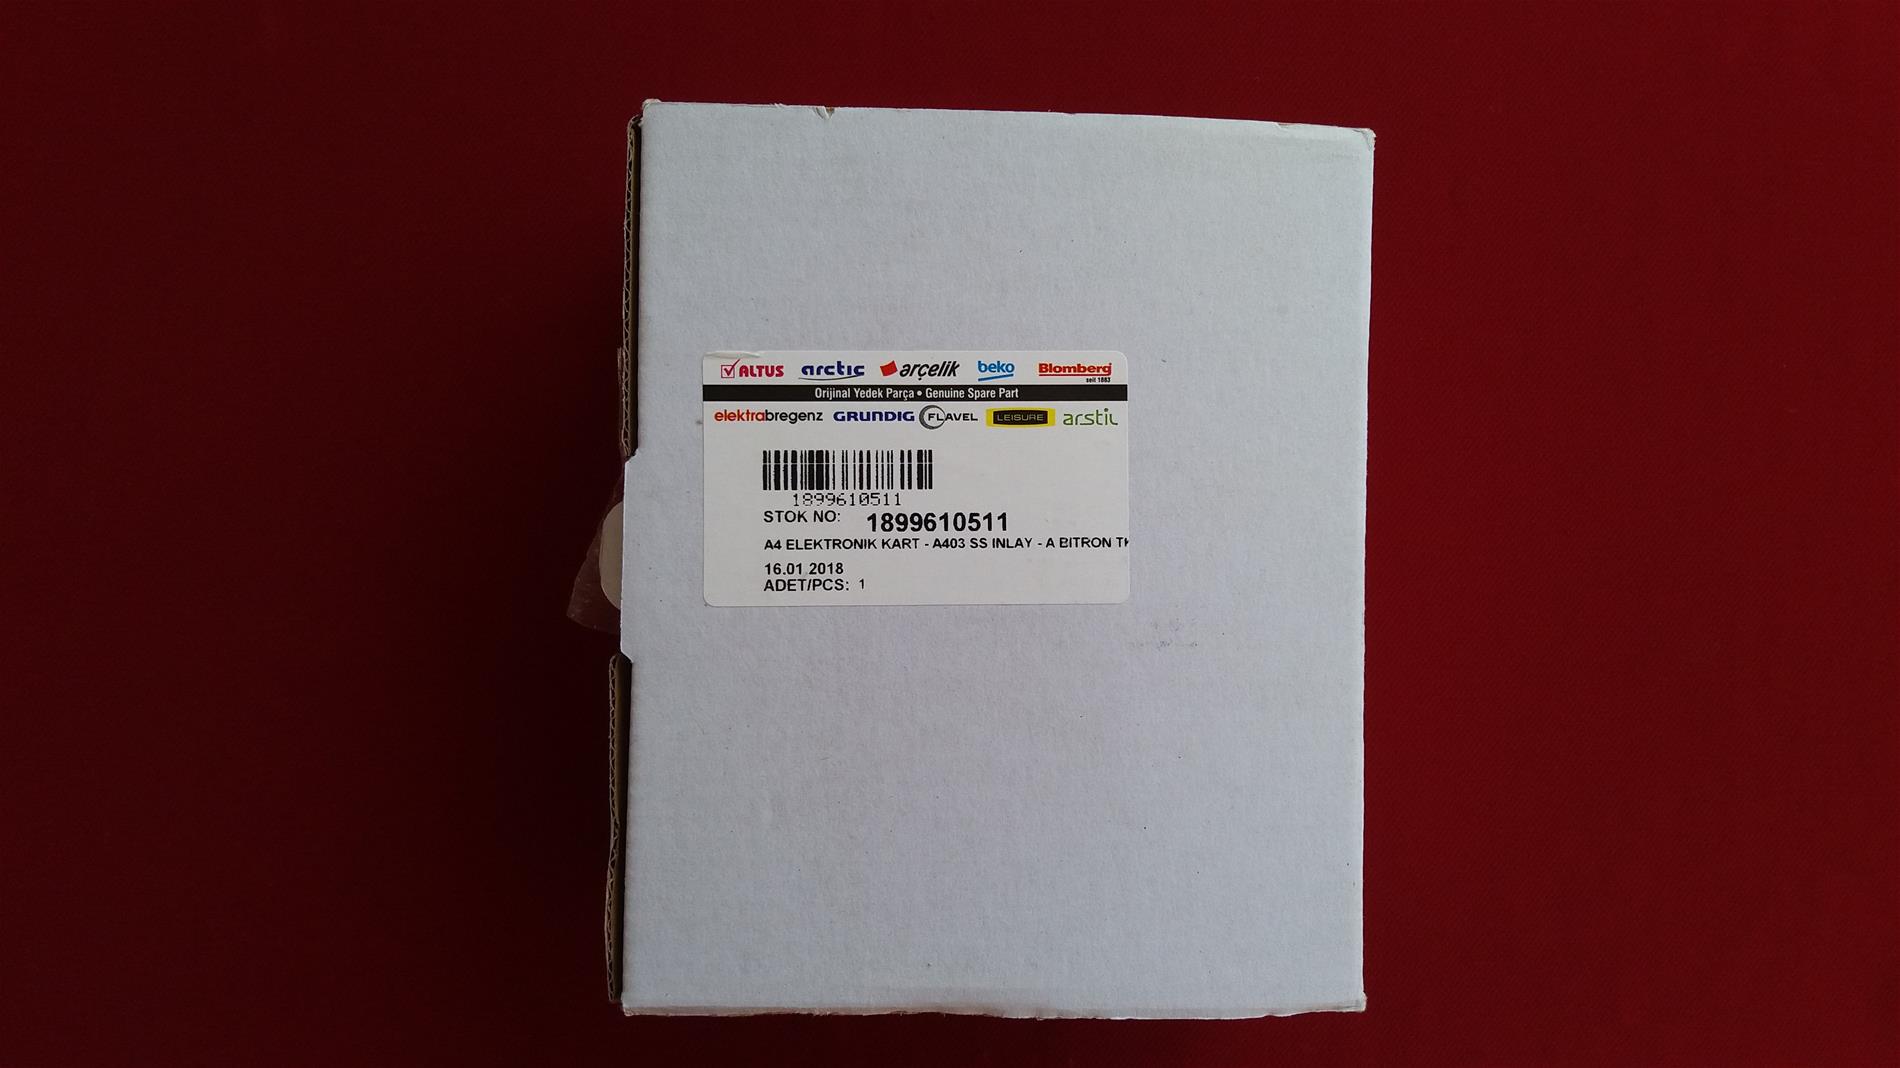 ALTUS arctic arçelik beko Blomberg
seit 1883
Orijinal Yedek Parça • Genuine Spare Part
elektrabregenz GRUNDIG FLAVEL LEISURE arstil
1899610511
STOK NO: 1899610511
A4 ELEKTRONIK KART - A403 SS INLAY - A BITRON
16.01.2018
ADET/PCS: 1